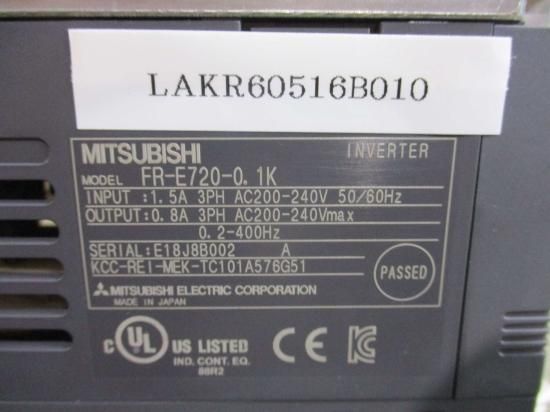 LAKR60516B010
MITSUBISHI INVERTER
MODEL FR-E720-0.1K
INPUT :1.5A 3PH AC200-240V 50/60Hz
OUTPUT:0.8A 3PH AC200-240Vmax
0.2-400Hz
SERIAL:E18J8B002 A
KCC-REI-MEK-TC101A576G51
PASSED
MITSUBISHI ELECTRIC CORPORATION
MADE IN JAPAN
C UL US LISTED CE
IND. CONT. EQ.
88R2